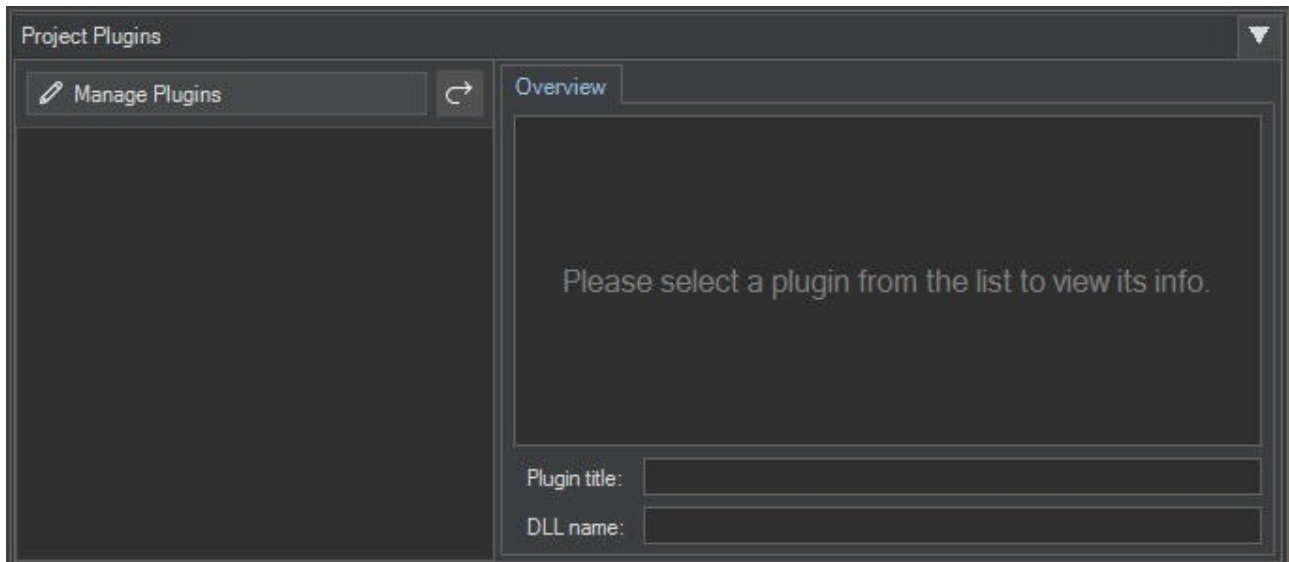 Project Plugins
Manage Plugins
Overview
Please select a plugin from the list to view its info.
Plugin title:
DLL name: